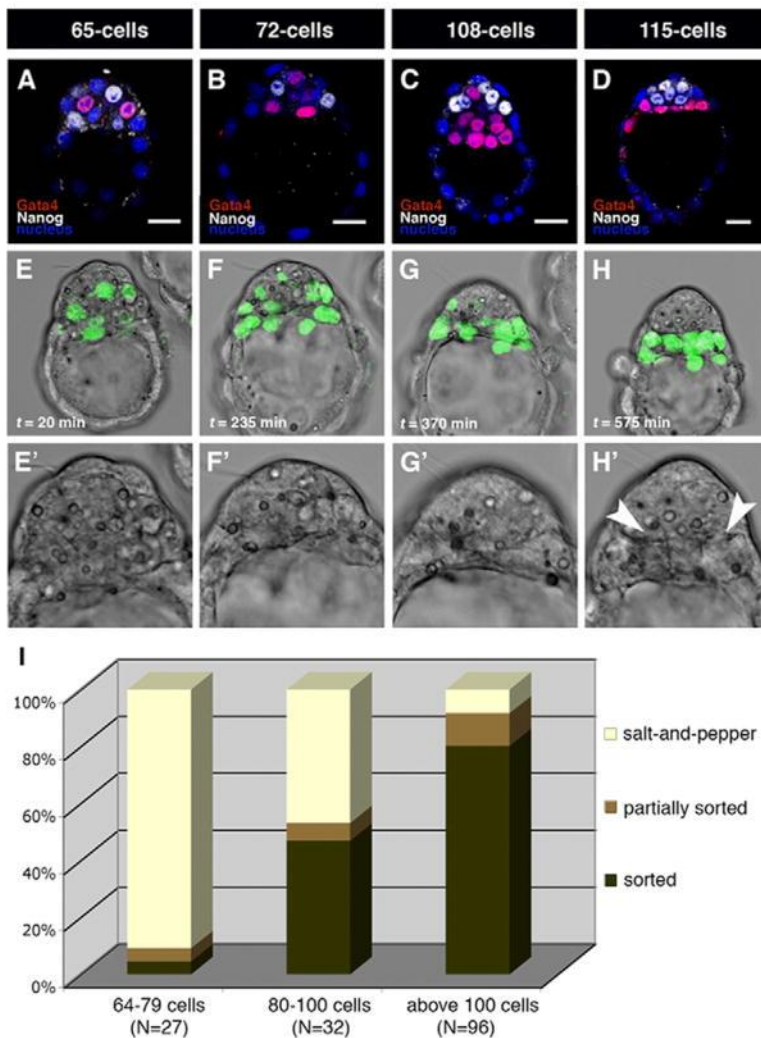 65-cells 72-cells 108-cells 115-cells
A B C D
Gata4 Gata4 Gata4 Gata4
Nanog Nanog Nanog Nanog
nucleus nucleus nucleus nucleus
E F G H
t = 20 min t = 235 min t = 370 min t = 575 min
E' F' G' H'
I
100%
80%
60%
40%
20%
0%
salt-and-pepper
partially sorted
sorted
64-79 cells 80-100 cells above 100 cells
(N=27) (N=32) (N=96)